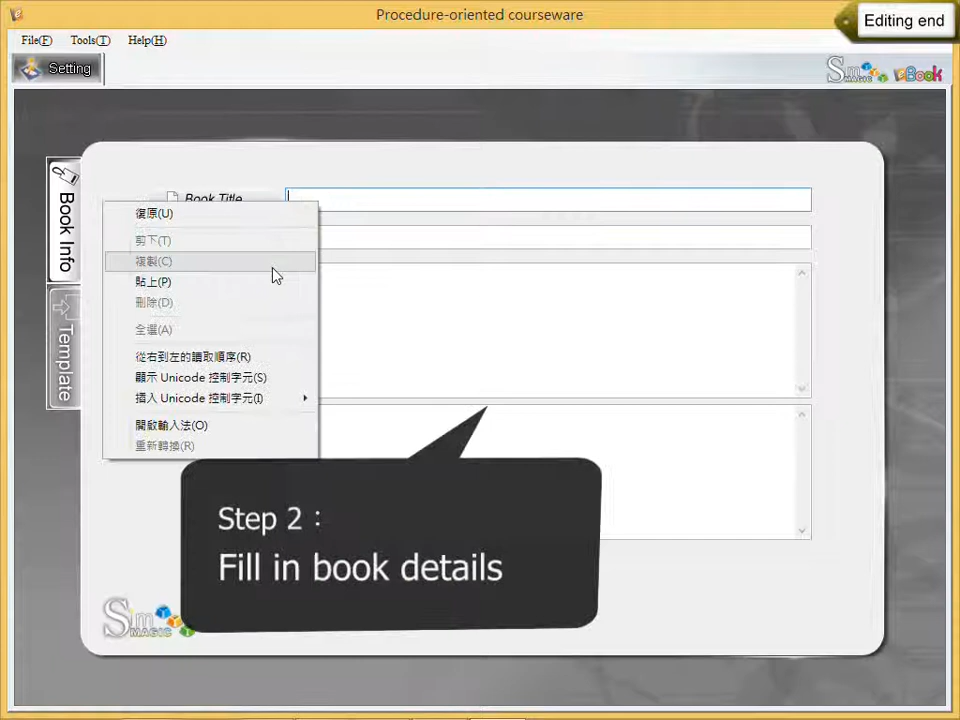 Procedure-oriented courseware
Editing end
File(F) Tools(T) Help(H)
Setting
SimMAGIC eBook
Book Info
Template
Book Title
復原(U)
剪下(T)
複製(C)
貼上(P)
刪除(D)
全選(A)
從右到左的讀取順序(R)
顯示 Unicode 控制字元(S)
插入 Unicode 控制字元(I)
開啟輸入法(O)
重新轉換(R)
Step 2：
Fill in book details
SimMAGIC